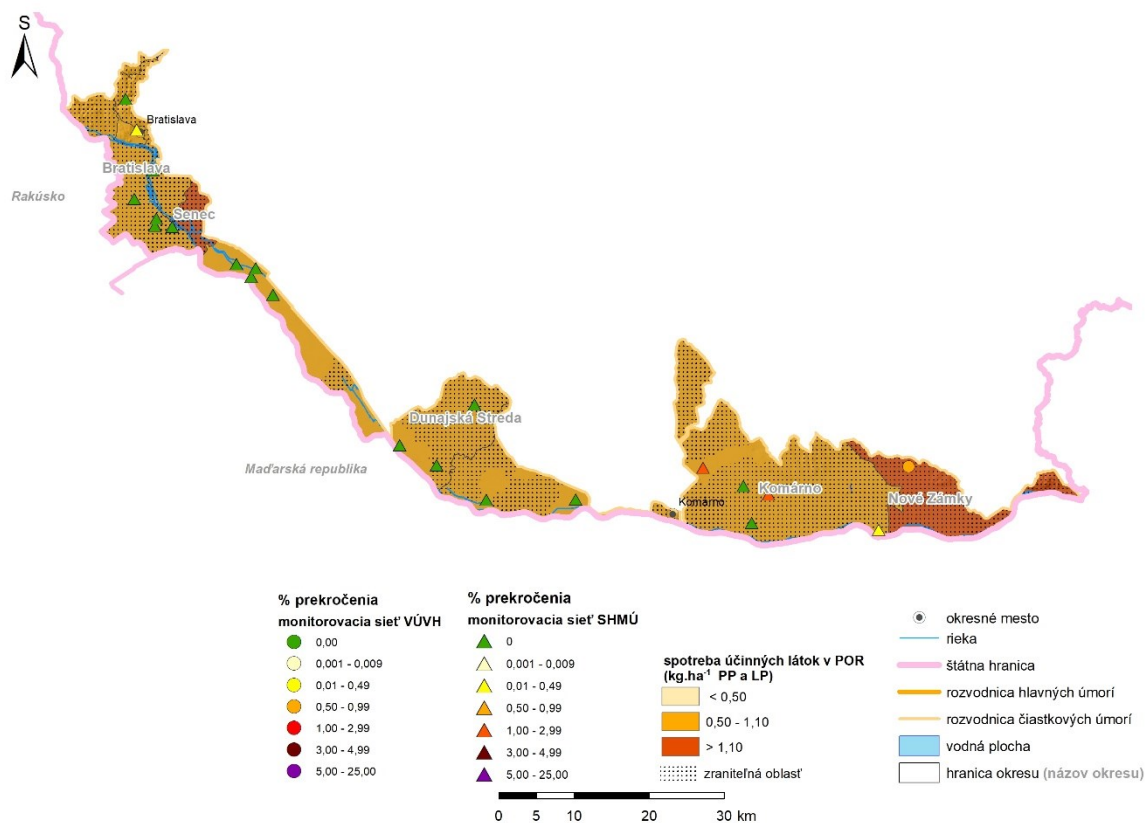 S
Bratislava
Bratislava
Rakúsko
Senec
Dunajská Streda
Maďarská republika
Komárno
Komárno
Nové Zámky
% prekročenia
monitorovacia sieť VÚVH
0,00
0,001 - 0,009
0,01 - 0,49
0,50 - 0,99
1,00 - 2,99
3,00 - 4,99
5,00 - 25,00
% prekročenia
monitorovacia sieť SHMÚ
0
0,001 - 0,009
0,01 - 0,49
0,50 - 0,99
1,00 - 2,99
3,00 - 4,99
5,00 - 25,00
spotreba účinných látok v POR
(kg.ha⁻¹ PP a LP)
< 0,50
0,50 - 1,10
> 1,10
zraniteľná oblasť
okresné mesto
rieka
štátna hranica
rozvodnica hlavných úmorí
rozvodnica čiastkových úmorí
vodná plocha
hranica okresu (názov okresu)
0 5 10 20 30 km